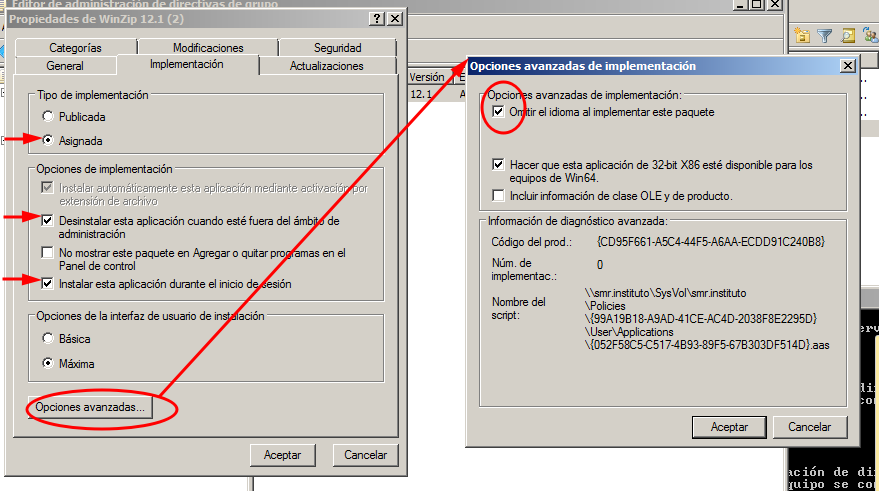 Editor de administración de directivas de grupo
Propiedades de WinZip 12.1 (2)
Categorías
Modificaciones
Seguridad
General
Implementación
Actualizaciones
Tipo de implementación
Publicada
Asignada
Opciones de implementación
Instalar automáticamente esta aplicación mediante activación por
extensión de archivo
Desinstalar esta aplicación cuando esté fuera del ámbito de
administración
No mostrar este paquete en Agregar o quitar programas en el
Panel de control
Instalar esta aplicación durante el inicio de sesión
Opciones de la interfaz de usuario de instalación
Básica
Máxima
Opciones avanzadas...
Aceptar
Cancelar
Versión
12.1
Opciones avanzadas de implementación
Opciones avanzadas de implementación:
Omitir el idioma al implementar este paquete
Hacer que esta aplicación de 32-bit X86 esté disponible para los
equipos de Win64.
Incluir información de clase OLE y de producto.
Información de diagnóstico avanzada:
Código del prod.: {CD95F661-A5C4-44F5-A6AA-ECDD91C240B8}
Núm. de
implementac.: 0
Nombre del
script:
\\smr.instituto\SysVol\smr.instituto
\Policies
\{99A19B18-A9AD-41CE-AC4D-2038F8E2295D}
\User\Applications
\{052F58C5-C517-4B93-89F5-67B303DF514D}.aas
Aceptar
Cancelar
ación de di
quipo se co